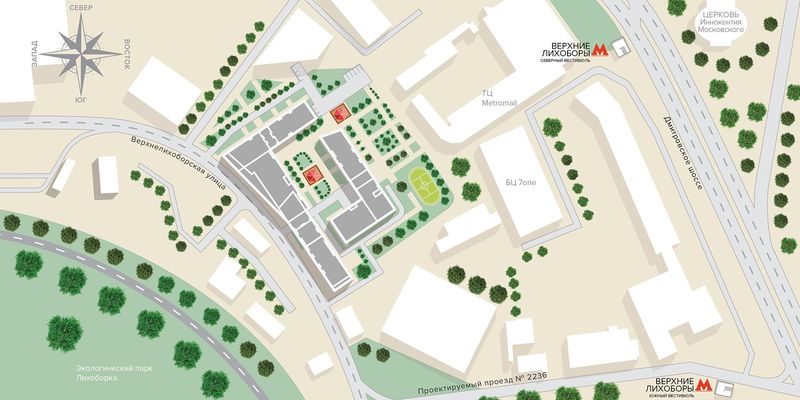 СЕВЕР
ЗАПАД
ВОСТОК
ЮГ
ЦЕРКОВЬ
Иннокентия
Московского
ВЕРХНИЕ
ЛИХОБОРЫ
СЕВЕРНЫЙ ВЕСТИБЮЛЬ
ТЦ
Metromall
Верхнелихоборская улица
Дмитровское шоссе
БЦ 7one
Экологический парк
Лихоборка
Проектируемый проезд № 2236
ВЕРХНИЕ
ЛИХОБОРЫ
ЮЖНЫЙ ВЕСТИБЮЛЬ